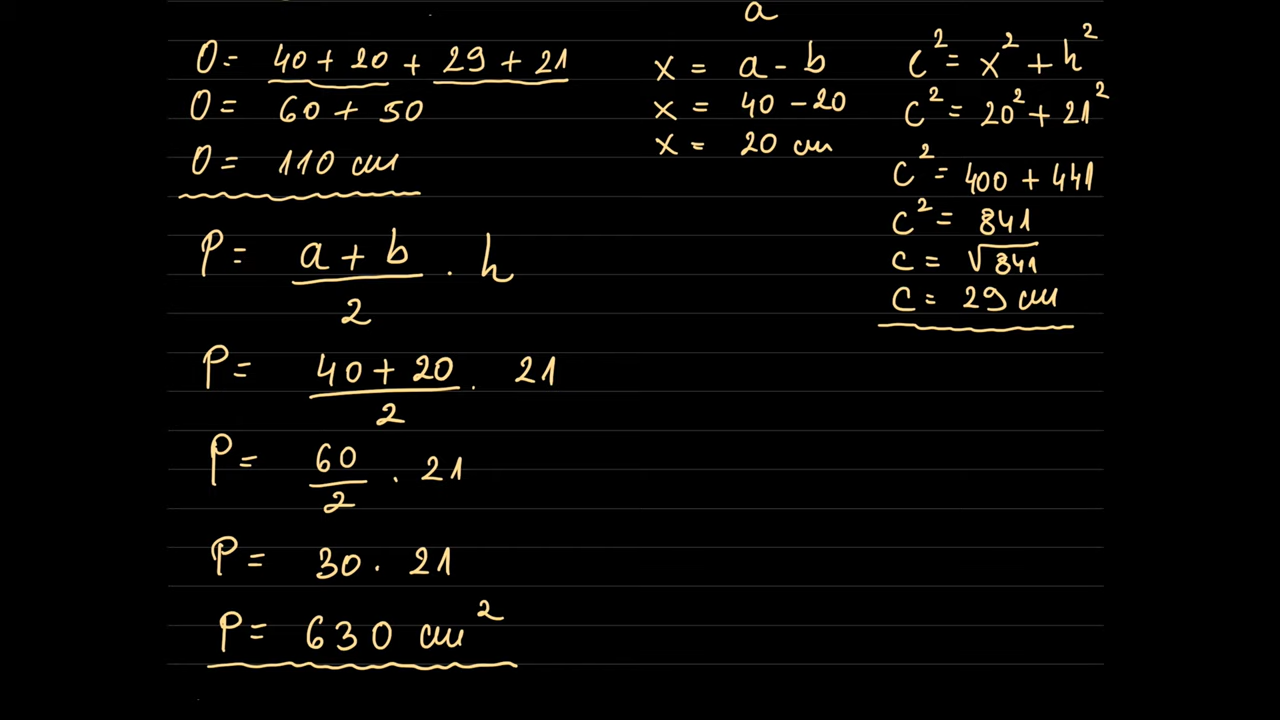 O = 40 + 20 + 29 + 21
O = 60 + 50
O = 110 cm
P = a + b / 2 · h
P = 40 + 20 / 2 · 21
P = 60 / 2 · 21
P = 30 · 21
P = 630 cm²
a
x = a - b
x = 40 - 20
x = 20 cm
c² = x² + h²
c² = 20² + 21²
c² = 400 + 441
c² = 841
c = √841
c = 29 cm